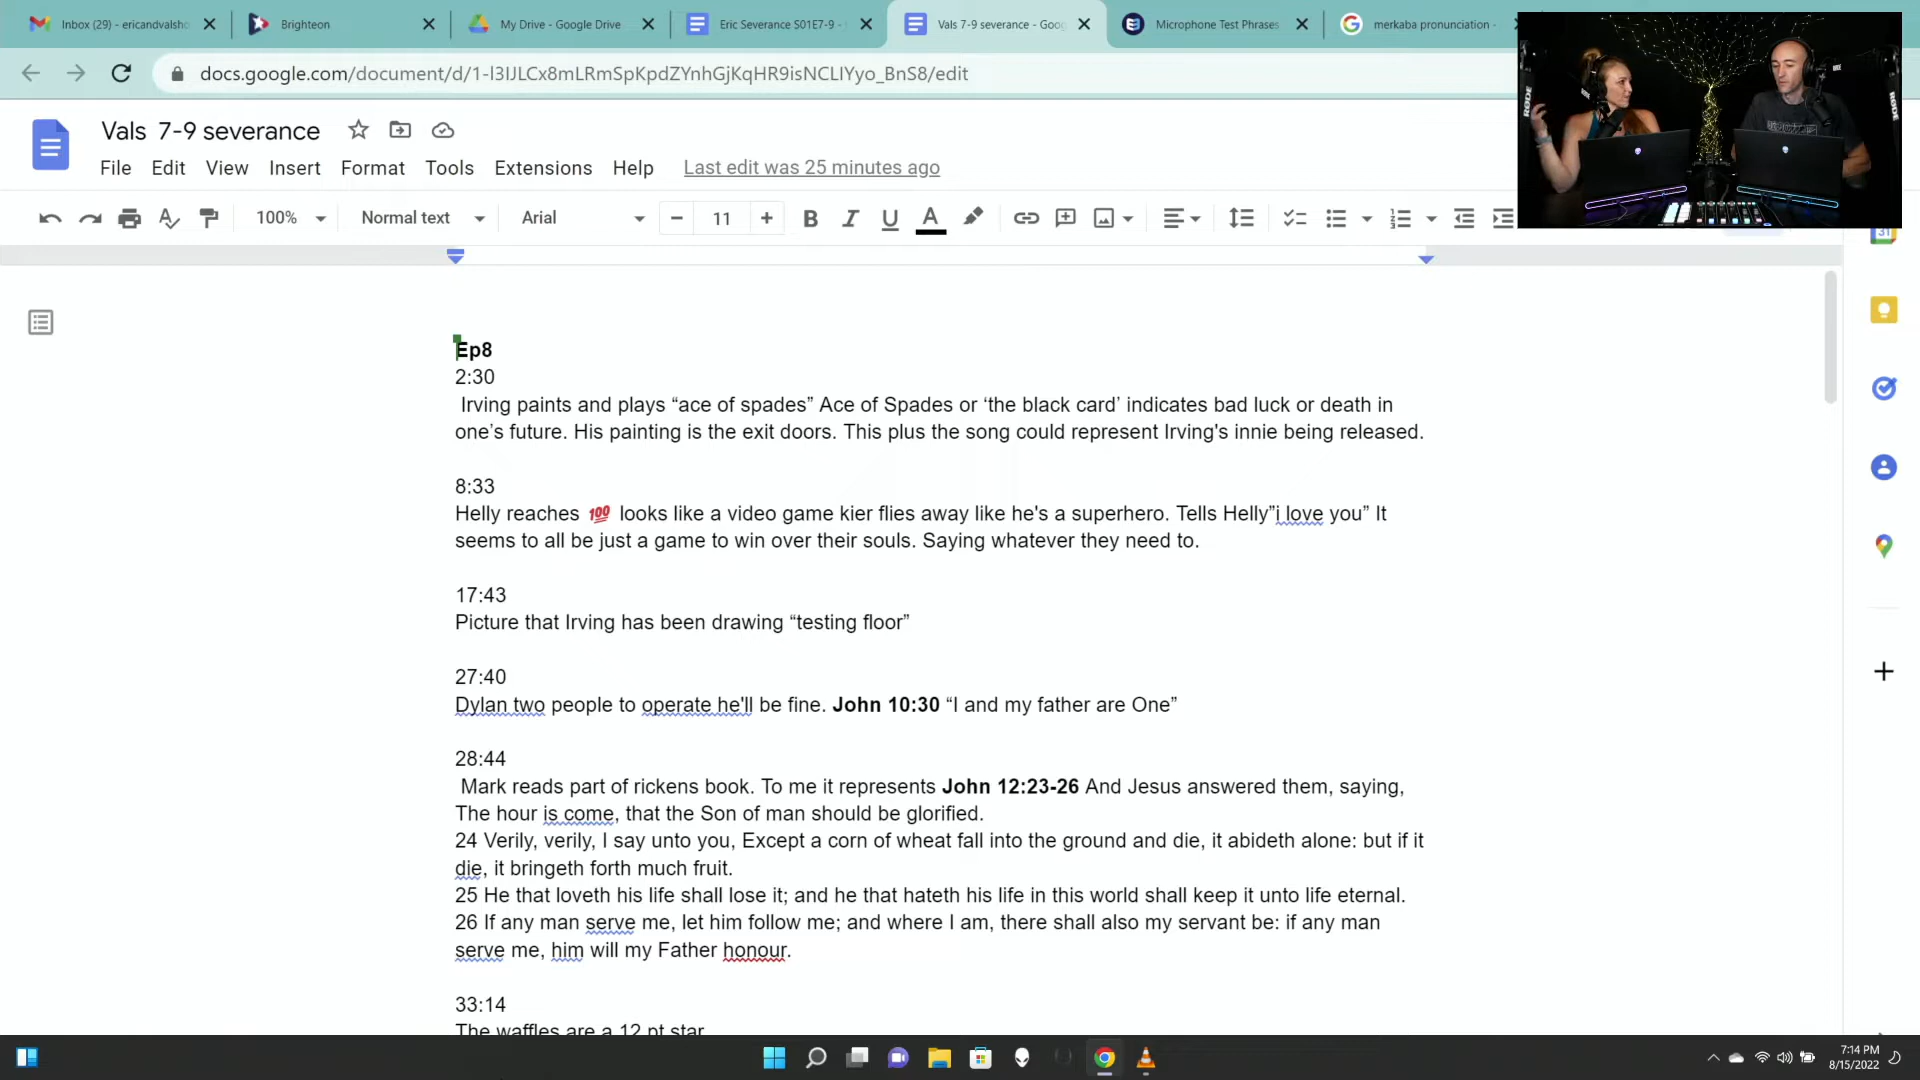 Inbox (29) - ericandvalsho
Brighteon
My Drive - Google Drive
Eric Severance S01E7-9 -
Vals 7-9 severance - Goog
Microphone Test Phrases
merkaba pronunciation -
docs.google.com/document/d/1-l3IJLCx8mLRmSpKpdZYnhGjKqHR9isNCLIYyo_BnS8/edit
Vals 7-9 severance
File Edit View Insert Format Tools Extensions Help Last edit was 25 minutes ago
100% Normal text Arial 11 B I U A
RØDE
RØDE
31
Ep8
2:30
Irving paints and plays “ace of spades” Ace of Spades or ‘the black card’ indicates bad luck or death in
one’s future. His painting is the exit doors. This plus the song could represent Irving's innie being released.
8:33
Helly reaches 💯 looks like a video game kier flies away like he's a superhero. Tells Helly”i love you” It
seems to all be just a game to win over their souls. Saying whatever they need to.
17:43
Picture that Irving has been drawing “testing floor”
27:40
Dylan two people to operate he'll be fine. John 10:30 “I and my father are One”
28:44
Mark reads part of rickens book. To me it represents John 12:23-26 And Jesus answered them, saying,
The hour is come, that the Son of man should be glorified.
24 Verily, verily, I say unto you, Except a corn of wheat fall into the ground and die, it abideth alone: but if it
die, it bringeth forth much fruit.
25 He that loveth his life shall lose it; and he that hateth his life in this world shall keep it unto life eternal.
26 If any man serve me, let him follow me; and where I am, there shall also my servant be: if any man
serve me, him will my Father honour.
33:14
The waffles are a 12 pt star
7:14 PM
8/15/2022